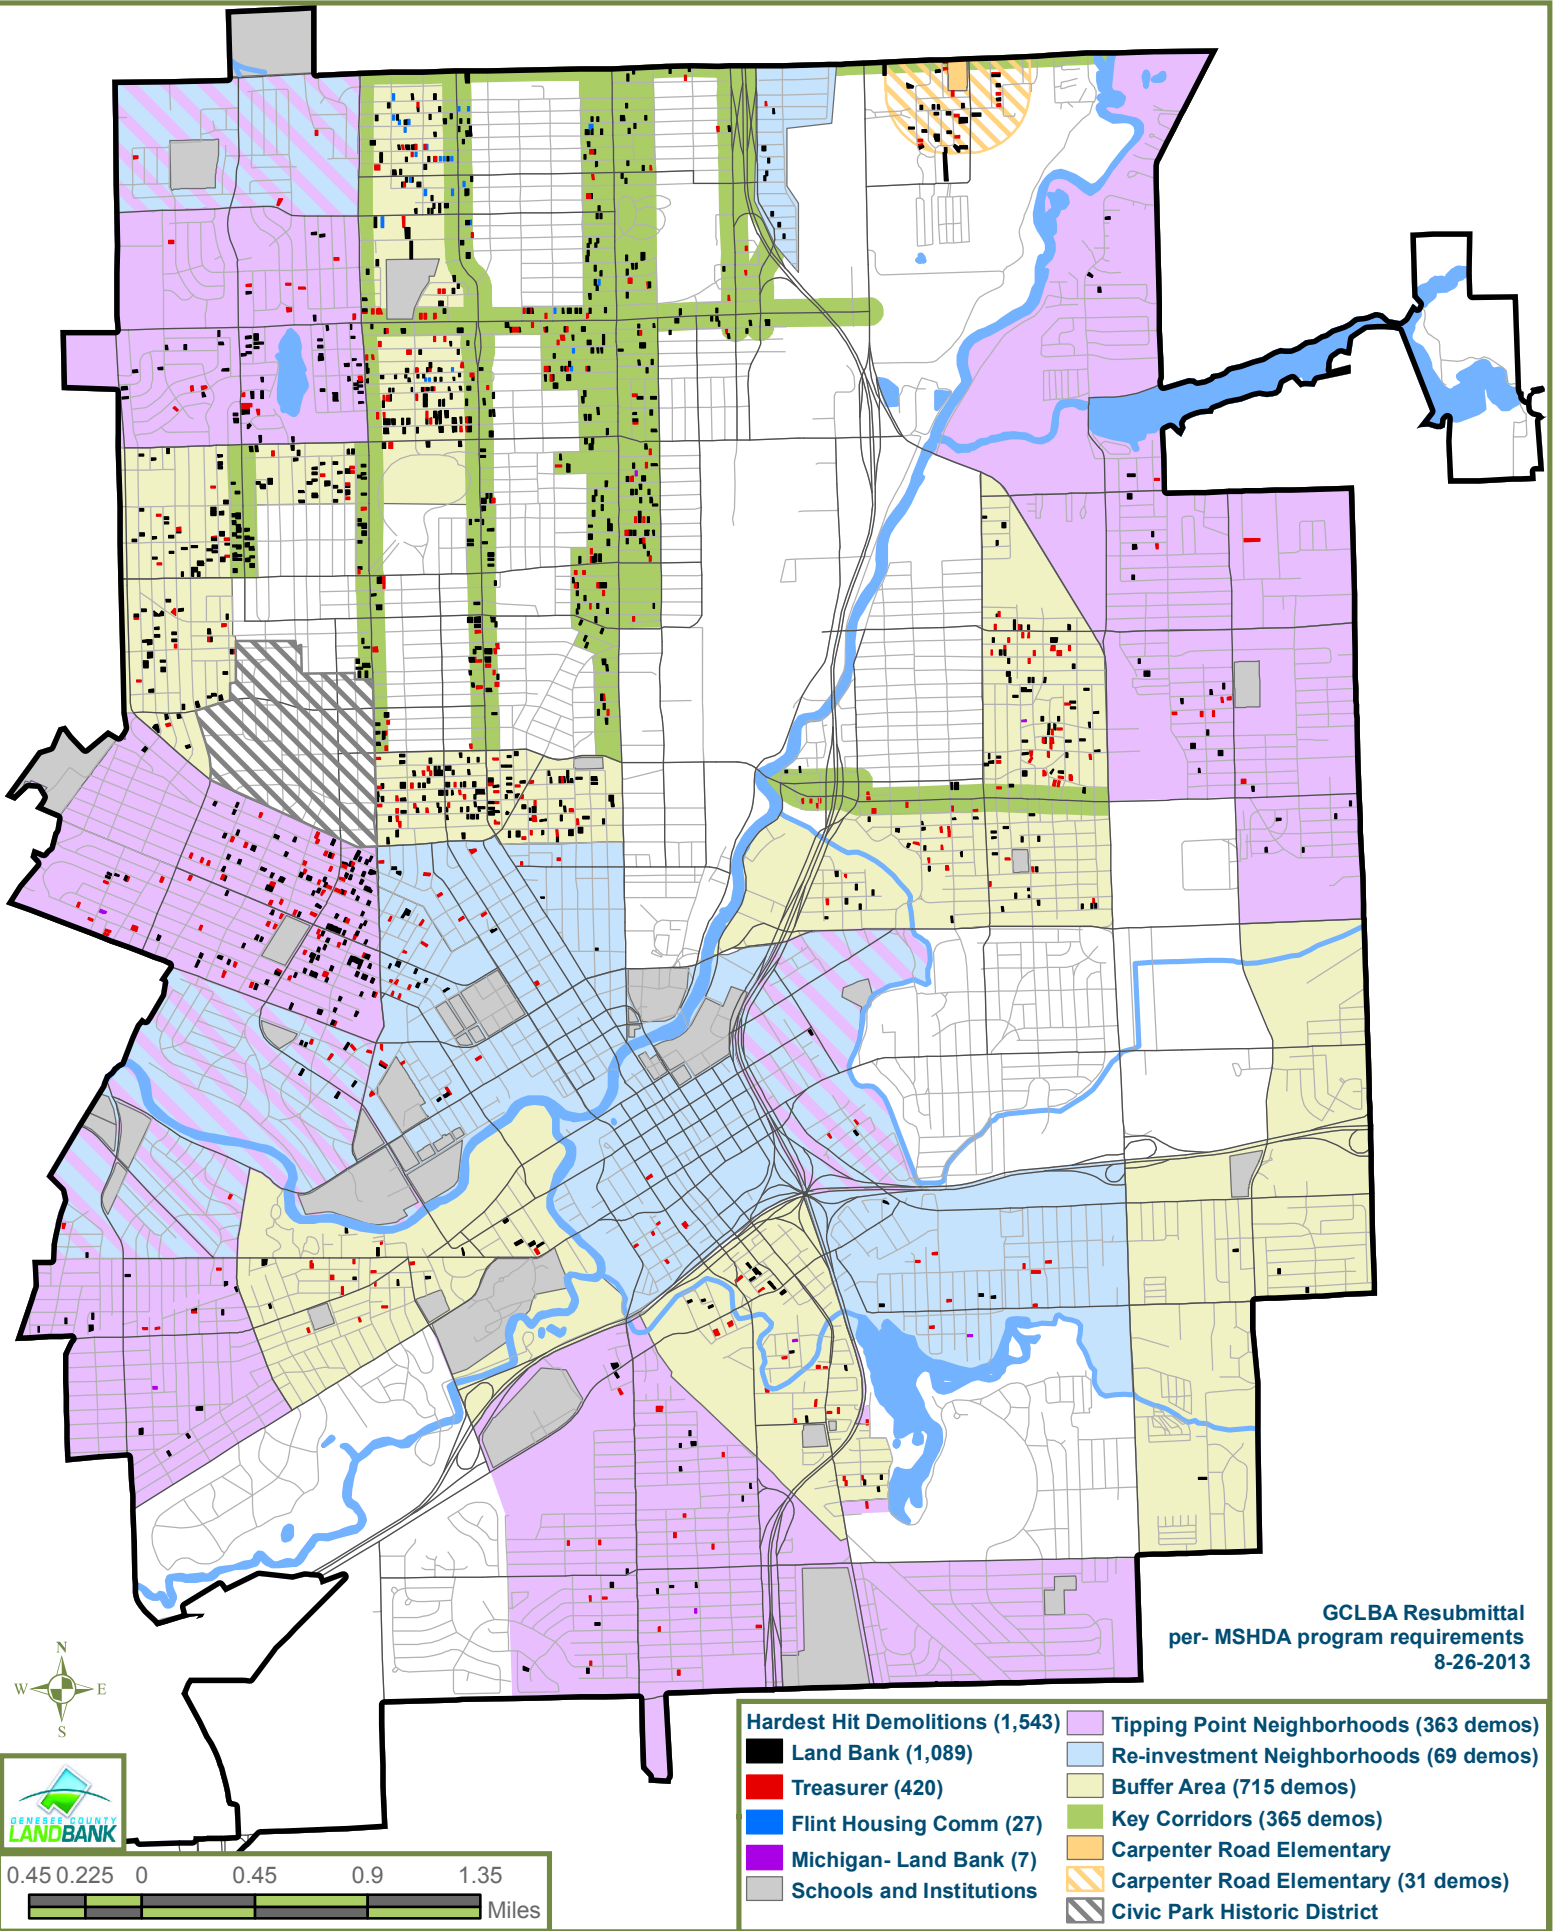 GCLBA Resubmittal
per- MSHDA program requirements
8-26-2013
N
W E
S
GENESEE COUNTY
LANDBANK
0.45 0.225 0 0.45 0.9 1.35
Miles
Hardest Hit Demolitions (1,543)
Land Bank (1,089)
Treasurer (420)
Flint Housing Comm (27)
Michigan- Land Bank (7)
Schools and Institutions
Tipping Point Neighborhoods (363 demos)
Re-investment Neighborhoods (69 demos)
Buffer Area (715 demos)
Key Corridors (365 demos)
Carpenter Road Elementary
Carpenter Road Elementary (31 demos)
Civic Park Historic District